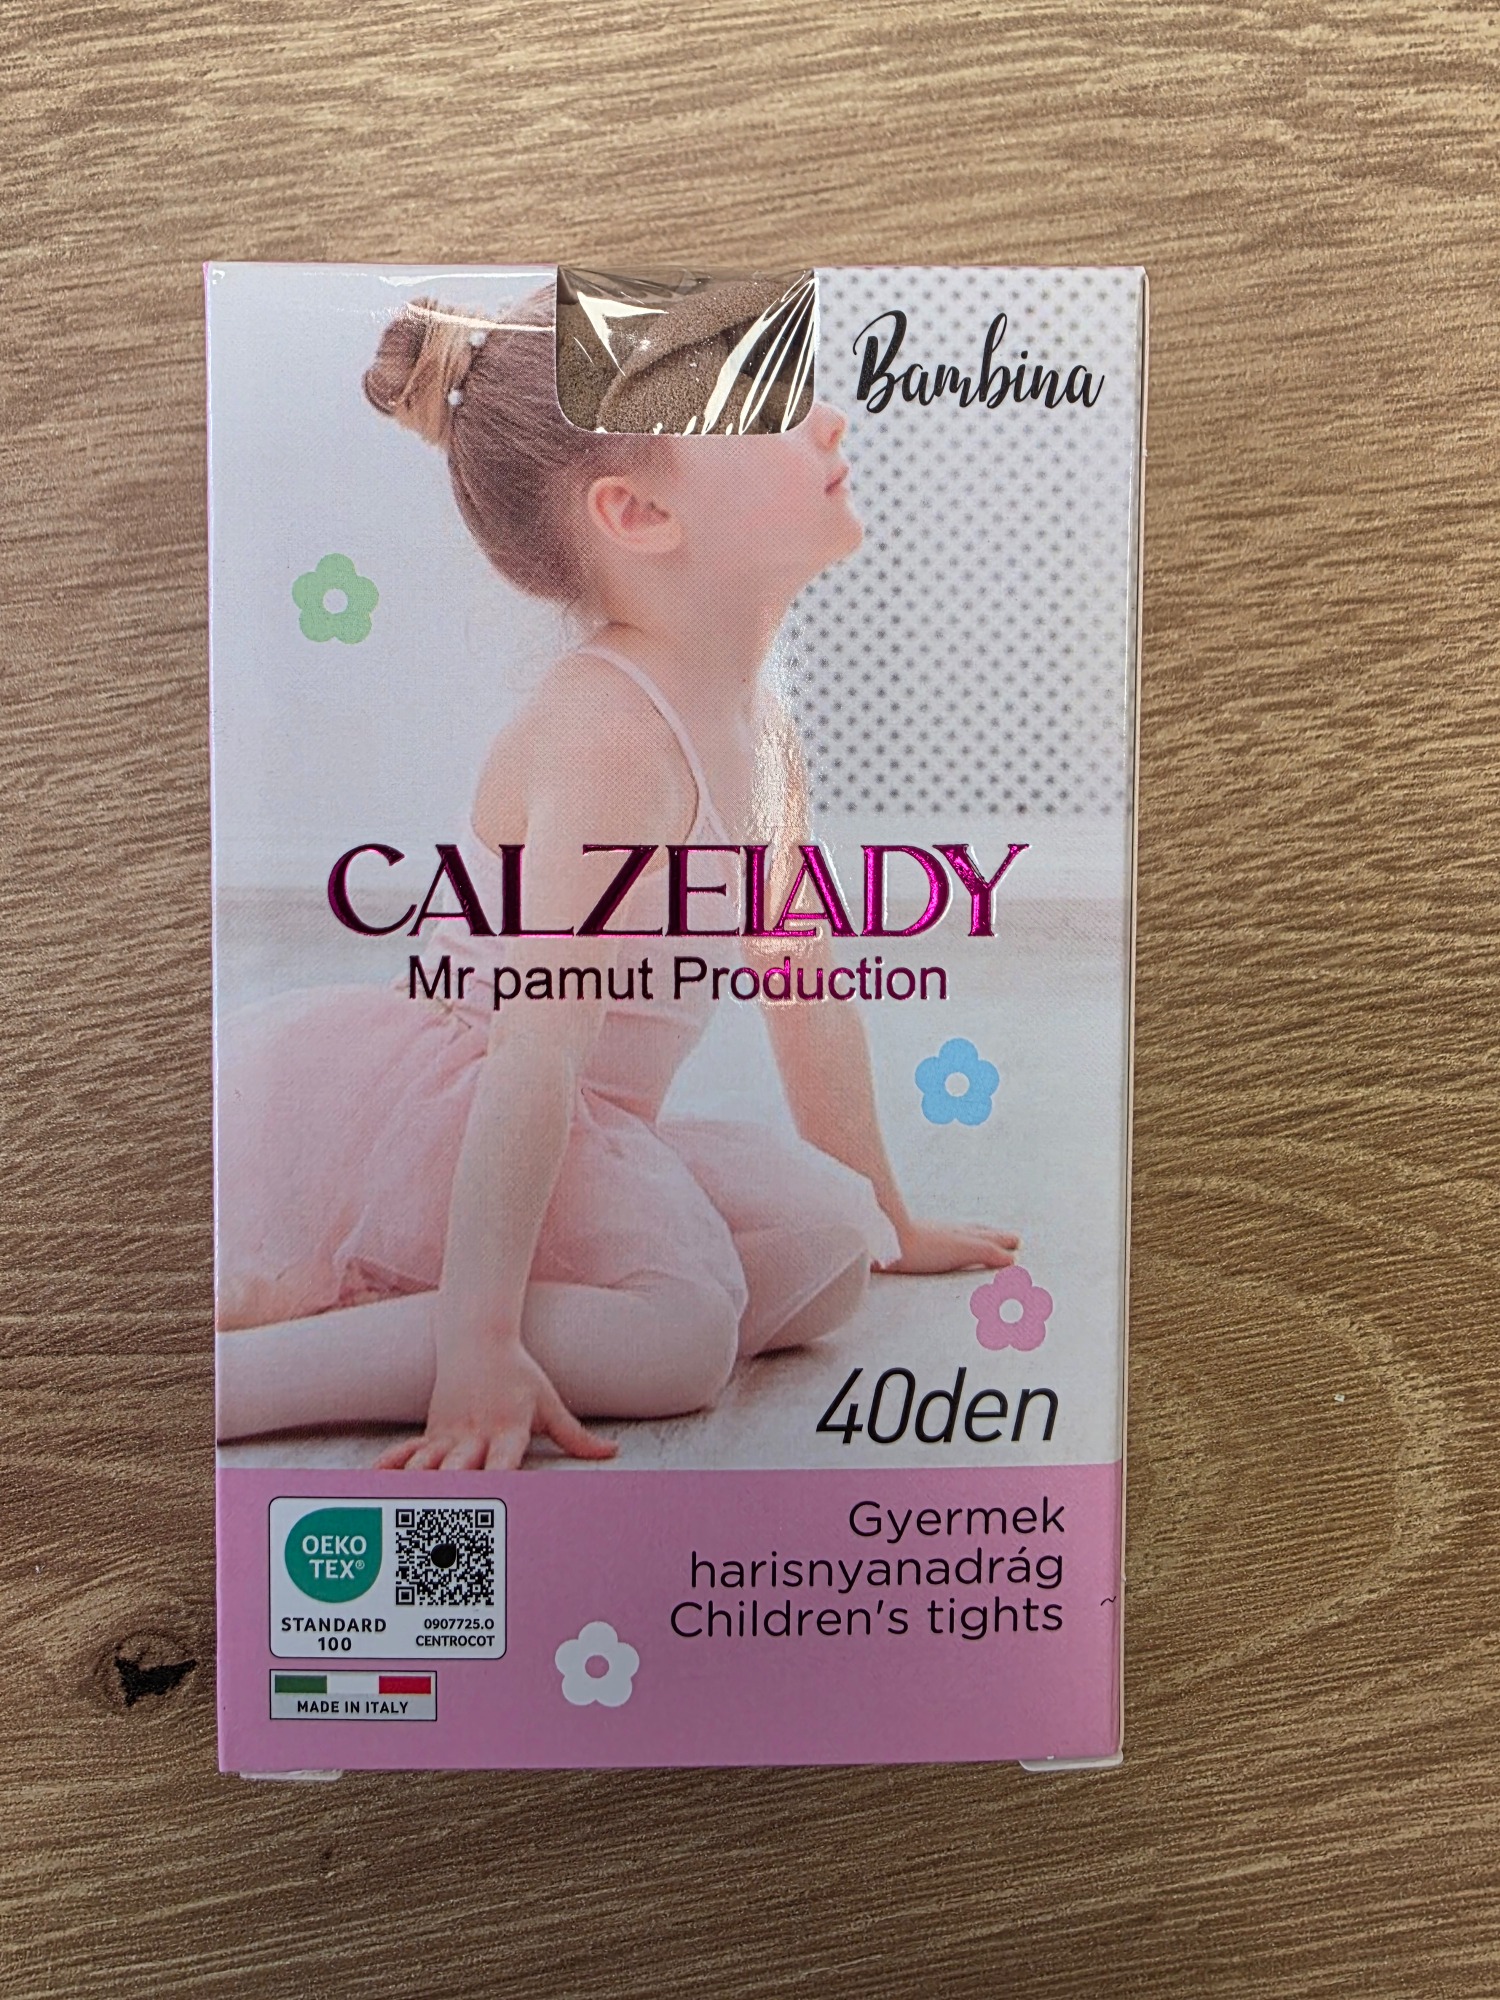 Bambina
CALZELADY
Mr pamut Production
40den
Gyermek
harisnyanadrág
Children's tights
OEKO
TEX®
STANDARD
100
0907725.O
CENTROCOT
MADE IN ITALY